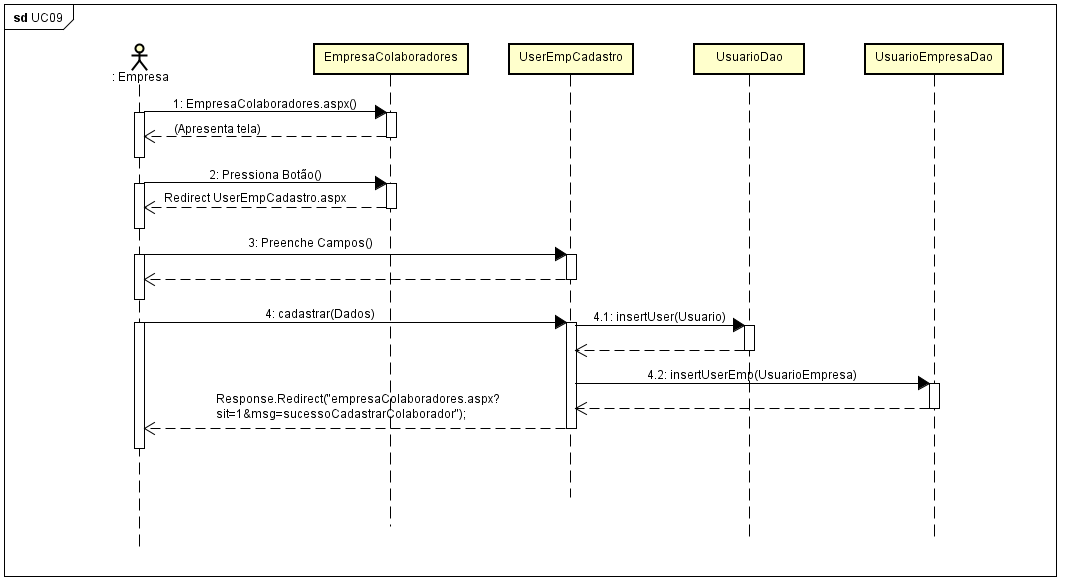 sd UC09
: Empresa
EmpresaColaboradores
UserEmpCadastro
UsuarioDao
UsuarioEmpresaDao
1: EmpresaColaboradores.aspx()
(Apresenta tela)
2: Pressiona Botão()
Redirect UserEmpCadastro.aspx
3: Preenche Campos()
4: cadastrar(Dados)
4.1: insertUser(Usuario)
4.2: insertUserEmp(UsuarioEmpresa)
Response.Redirect("empresaColaboradores.aspx?
sit=1&msg=sucessoCadastrarColaborador");